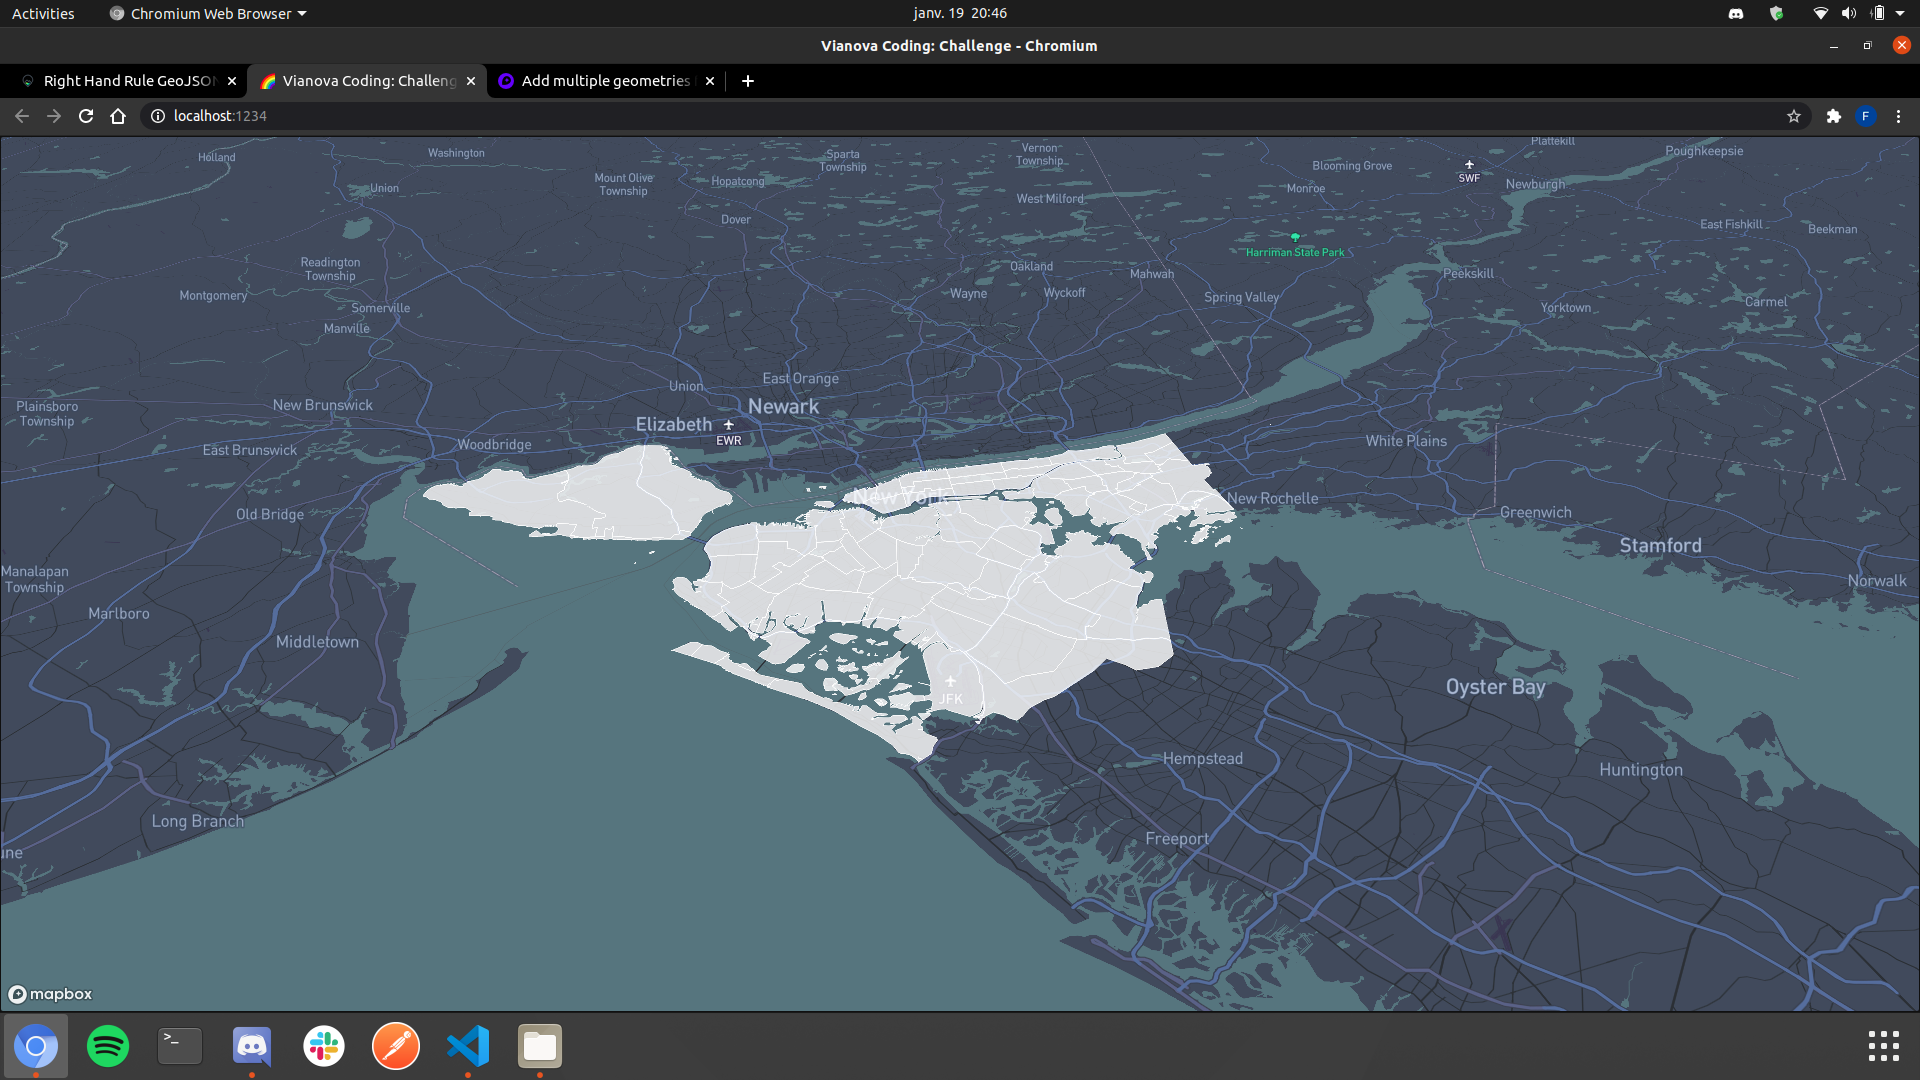 Activities
Chromium Web Browser
janv. 19 20:46
Vianova Coding: Challenge - Chromium
Right Hand Rule GeoJSON
Vianova Coding: Challeng
Add multiple geometries
localhost:1234
Holland
Washington
Sparta
Township
Vernon
Township
Blooming Grove
SWF
Plattekill
Poughkeepsie
Union
Mount Olive
Township
Hopatcong
West Milford
Monroe
Newburgh
Dover
East Fishkill
Beekman
Harriman State Park
Readington
Township
Oakland
Mahwah
Peekskill
Montgomery
Somerville
Manville
Wayne
Wyckoff
Spring Valley
Yorktown
Carmel
Union
East Orange
Plainsboro
Township
New Brunswick
Newark
Elizabeth
EWR
East Brunswick
Woodbridge
White Plains
New York
New Rochelle
Old Bridge
Greenwich
Stamford
Manalapan
Township
Norwalk
Marlboro
Middletown
JFK
Oyster Bay
Hempstead
Huntington
Long Branch
Freeport
une
mapbox
>_